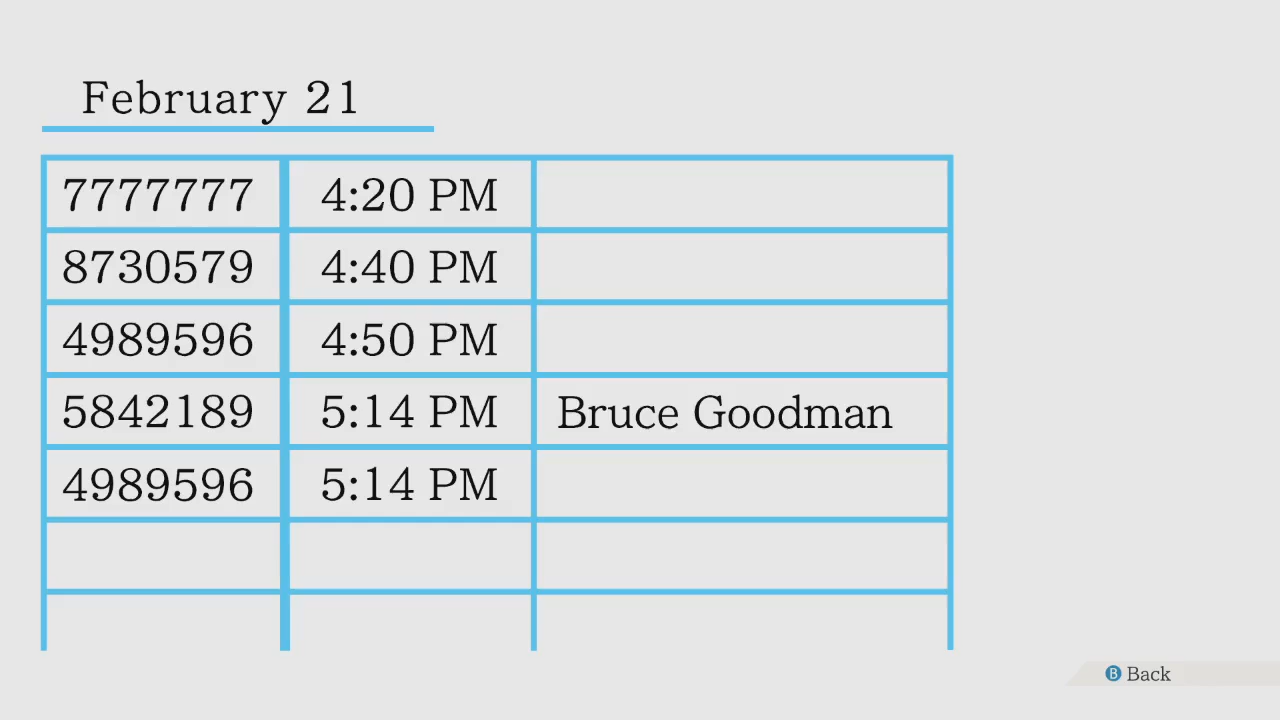 February 21
7777777 4:20 PM
8730579 4:40 PM
4989596 4:50 PM
5842189 5:14 PM Bruce Goodman
4989596 5:14 PM
B Back